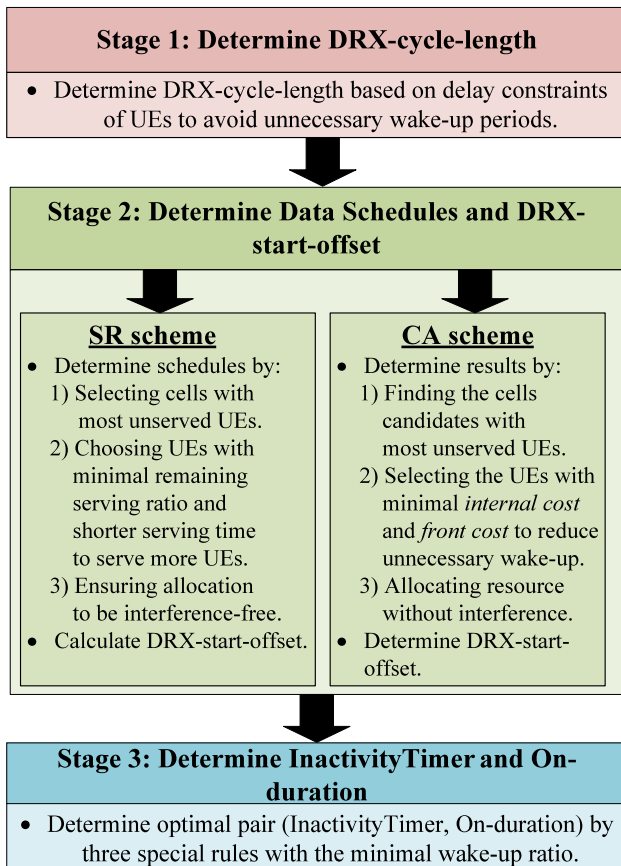 Stage 1: Determine DRX-cycle-length
• Determine DRX-cycle-length based on delay constraints
of UEs to avoid unnecessary wake-up periods.
Stage 2: Determine Data Schedules and DRX-
start-offset
SR scheme
• Determine schedules by:
1) Selecting cells with
most unserved UEs.
2) Choosing UEs with
minimal remaining
serving ratio and
shorter serving time
to serve more UEs.
3) Ensuring allocation
to be interference-free.
• Calculate DRX-start-offset.
CA scheme
• Determine results by:
1) Finding the cells
candidates with
most unserved UEs.
2) Selecting the UEs with
minimal internal cost
and front cost to reduce
unnecessary wake-up.
3) Allocating resource
without interference.
• Determine DRX-start-
offset.
Stage 3: Determine InactivityTimer and On-
duration
• Determine optimal pair (InactivityTimer, On-duration) by
three special rules with the minimal wake-up ratio.